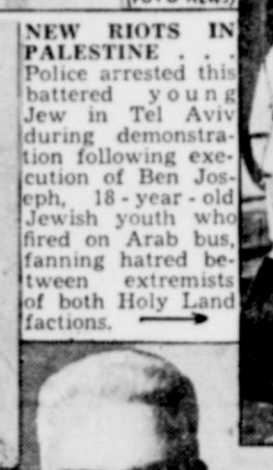 NEW RIOTS IN
PALESTINE . . .
Police arrested this
battered young
Jew in Tel Aviv
during demonstra-
tion following exe-
cution of Ben Jos-
eph, 18-year-old
Jewish youth who
fired on Arab bus,
fanning hatred be-
tween extremists
of both Holy Land
factions.